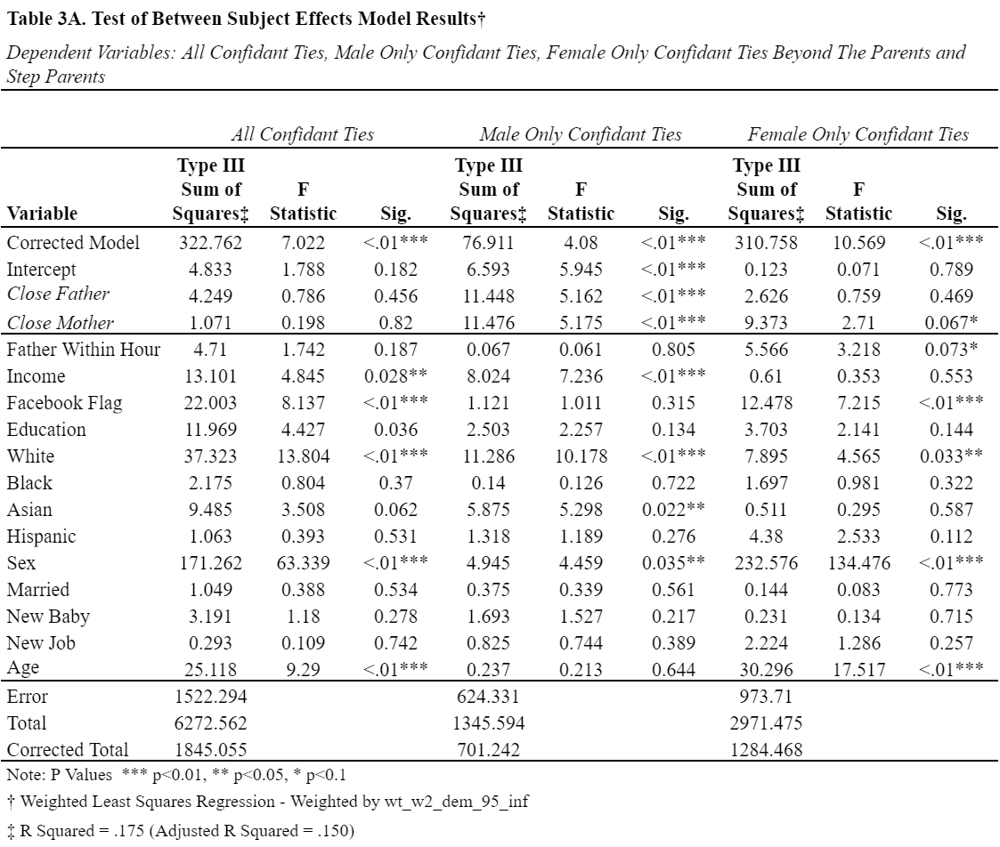 Table 3A. Test of Between Subject Effects Model Results†
Dependent Variables: All Confidant Ties, Male Only Confidant Ties, Female Only Confidant Ties Beyond The Parents and
Step Parents
All Confidant Ties Male Only Confidant Ties Female Only Confidant Ties
Type III Type III Type III
Sum of F Sum of F Sum of F
Variable Squares‡ Statistic Sig. Squares‡ Statistic Sig. Squares‡ Statistic Sig.
Corrected Model 322.762 7.022 <.01*** 76.911 4.08 <.01*** 310.758 10.569 <.01***
Intercept 4.833 1.788 0.182 6.593 5.945 <.01*** 0.123 0.071 0.789
Close Father 4.249 0.786 0.456 11.448 5.162 <.01*** 2.626 0.759 0.469
Close Mother 1.071 0.198 0.82 11.476 5.175 <.01*** 9.373 2.71 0.067*
Father Within Hour 4.71 1.742 0.187 0.067 0.061 0.805 5.566 3.218 0.073*
Income 13.101 4.845 0.028** 8.024 7.236 <.01*** 0.61 0.353 0.553
Facebook Flag 22.003 8.137 <.01*** 1.121 1.011 0.315 12.478 7.215 <.01***
Education 11.969 4.427 0.036 2.503 2.257 0.134 3.703 2.141 0.144
White 37.323 13.804 <.01*** 11.286 10.178 <.01*** 7.895 4.565 0.033**
Black 2.175 0.804 0.37 0.14 0.126 0.722 1.697 0.981 0.322
Asian 9.485 3.508 0.062 5.875 5.298 0.022** 0.511 0.295 0.587
Hispanic 1.063 0.393 0.531 1.318 1.189 0.276 4.38 2.533 0.112
Sex 171.262 63.339 <.01*** 4.945 4.459 0.035** 232.576 134.476 <.01***
Married 1.049 0.388 0.534 0.375 0.339 0.561 0.144 0.083 0.773
New Baby 3.191 1.18 0.278 1.693 1.527 0.217 0.231 0.134 0.715
New Job 0.293 0.109 0.742 0.825 0.744 0.389 2.224 1.286 0.257
Age 25.118 9.29 <.01*** 0.237 0.213 0.644 30.296 17.517 <.01***
Error 1522.294 624.331 973.71
Total 6272.562 1345.594 2971.475
Corrected Total 1845.055 701.242 1284.468
Note: P Values *** p<0.01, ** p<0.05, * p<0.1
† Weighted Least Squares Regression - Weighted by wt_w2_dem_95_inf
‡ R Squared = .175 (Adjusted R Squared = .150)